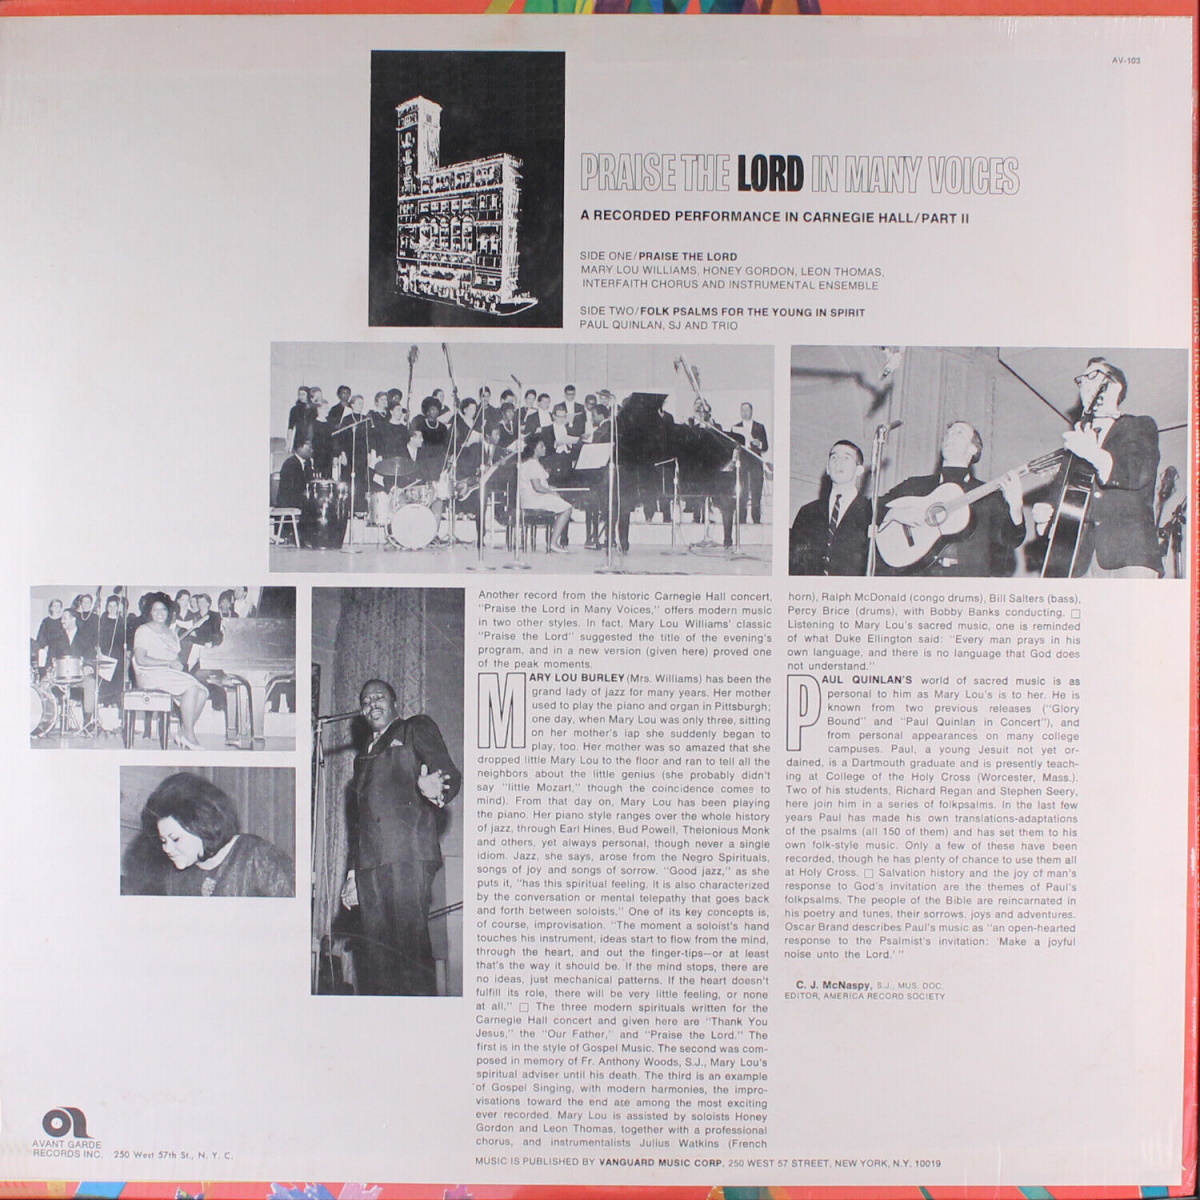 AV-103
PRAISE THE LORD IN MANY VOICES
A RECORDED PERFORMANCE IN CARNEGIE HALL/PART II
SIDE ONE/PRAISE THE LORD
MARY LOU WILLIAMS, HONEY GORDON, LEON THOMAS,
INTERFAITH CHORUS AND INSTRUMENTAL ENSEMBLE
SIDE TWO/FOLK PSALMS FOR THE YOUNG IN SPIRIT
PAUL QUINLAN, SJ AND TRIO
Another record from the historic Carnegie Hall concert,
"Praise the Lord in Many Voices," offers modern music
in two other styles. In fact, Mary Lou Williams' classic
"Praise the Lord" suggested the title of the evening's
program, and in a new version (given here) proved one
of the peak moments.
MARY LOU BURLEY (Mrs. Williams) has been the
grand lady of jazz for many years. Her mother
used to play the piano and organ in Pittsburgh;
one day, when Mary Lou was only three, sitting
on her mother's lap she suddenly began to
play, too. Her mother was so amazed that she
dropped little Mary Lou to the floor and ran to tell all the
neighbors about the little genius (she probably didn't
say "little Mozart," though the coincidence comes to
mind). From that day on, Mary Lou has been playing
the piano. Her piano style ranges over the whole history
of jazz, through Earl Hines, Bud Powell, Thelonious Monk
and others, yet always personal, though never a single
idiom. Jazz, she says, arose from the Negro Spirituals,
songs of joy and songs of sorrow. "Good jazz," as she
puts it, "has this spiritual feeling. It is also characterized
by the conversation or mental telepathy that goes back
and forth between soloists." One of its key concepts is,
of course, improvisation. "The moment a soloist's hand
touches his instrument, ideas start to flow from the mind,
through the heart, and out the finger-tips—or at least
that's the way it should be. If the mind stops, there are
no ideas, just mechanical patterns. If the heart doesn't
fulfill its role, there will be very little feeling, or none
at all." □ The three modern spirituals written for the
Carnegie Hall concert and given here are "Thank You
Jesus," the "Our Father," and "Praise the Lord." The
first is in the style of Gospel Music. The second was com-
posed in memory of Fr. Anthony Woods, S.J., Mary Lou's
spiritual adviser until his death. The third is an example
of Gospel Singing, with modern harmonies, the impro-
visations toward the end are among the most exciting
ever recorded. Mary Lou is assisted by soloists Honey
Gordon and Leon Thomas, together with a professional
chorus, and instrumentalists Julius Watkins (French
horn), Ralph McDonald (congo drums), Bill Salters (bass),
Percy Brice (drums), with Bobby Banks conducting. □
Listening to Mary Lou's sacred music, one is reminded
of what Duke Ellington said: "Every man prays in his
own language, and there is no language that God does
not understand."
PAUL QUINLAN'S world of sacred music is as
personal to him as Mary Lou's is to her. He is
known from two previous releases ("Glory
Bound" and "Paul Quinlan in Concert"), and
from personal appearances on many college
campuses. Paul, a young Jesuit not yet or-
dained, is a Dartmouth graduate and is presently teach-
ing at College of the Holy Cross (Worcester, Mass.).
Two of his students, Richard Regan and Stephen Seery,
here join him in a series of folkpsalms. In the last few
years Paul has made his own translations-adaptations
of the psalms (all 150 of them) and has set them to his
own folk-style music. Only a few of these have been
recorded, though he has plenty of chance to use them all
at Holy Cross. □ Salvation history and the joy of man's
response to God's invitation are the themes of Paul's
folkpsalms. The people of the Bible are reincarnated in
his poetry and tunes, their sorrows, joys and adventures.
Oscar Brand describes Paul's music as "an open-hearted
response to the Psalmist's invitation: 'Make a joyful
noise unto the Lord.'"
C. J. McNaspy, S.J., MUS. DOC.
EDITOR, AMERICA RECORD SOCIETY
AVANT GARDE
RECORDS INC. 250 West 57th St., N. Y. C.
MUSIC IS PUBLISHED BY VANGUARD MUSIC CORP. 250 WEST 57 STREET, NEW YORK, N.Y. 10019